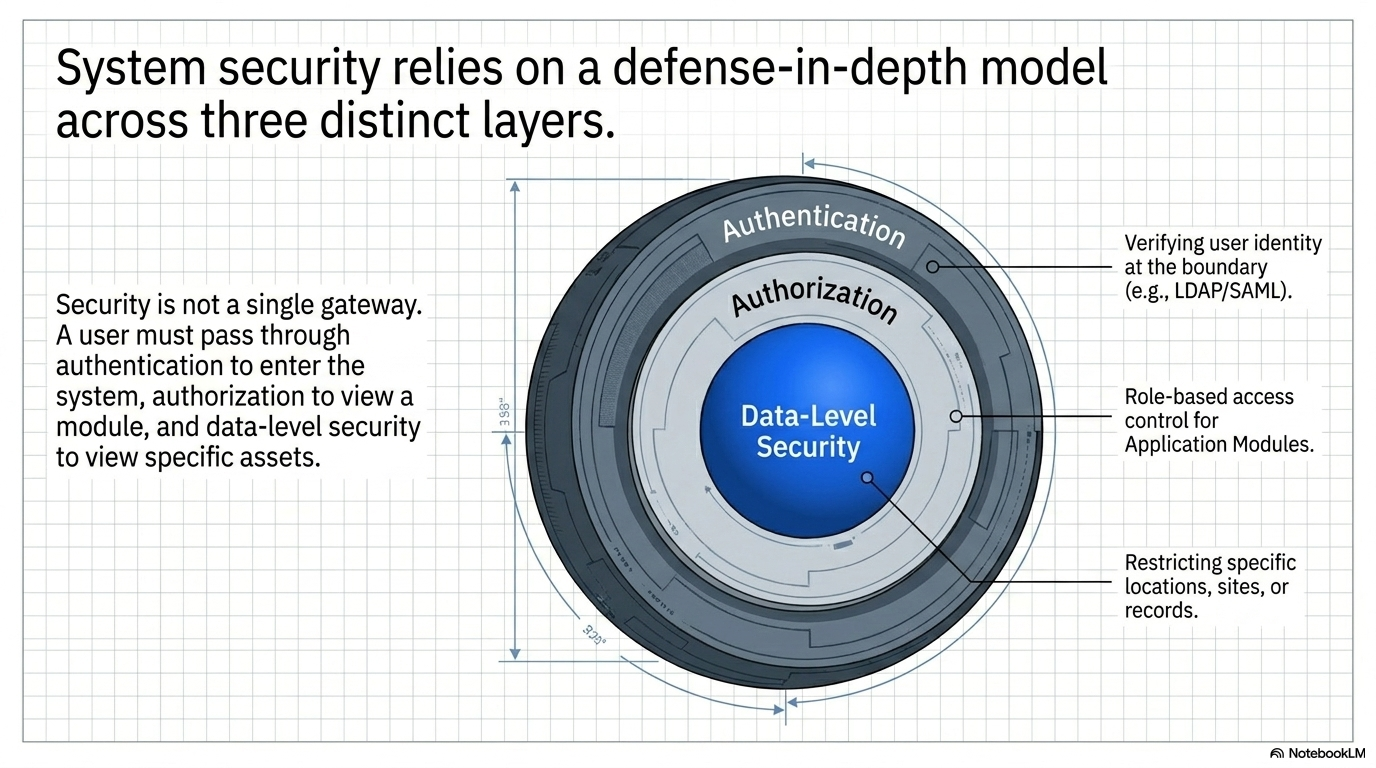 System security relies on a defense-in-depth model
across three distinct layers.
Security is not a single gateway.
A user must pass through
authentication to enter the
system, authorization to view a
module, and data-level security
to view specific assets.
Authentication
Authorization
Data-Level
Security
Verifying user identity
at the boundary
(e.g., LDAP/SAML).
Role-based access
control for
Application Modules.
Restricting specific
locations, sites, or
records.
NotebookLM